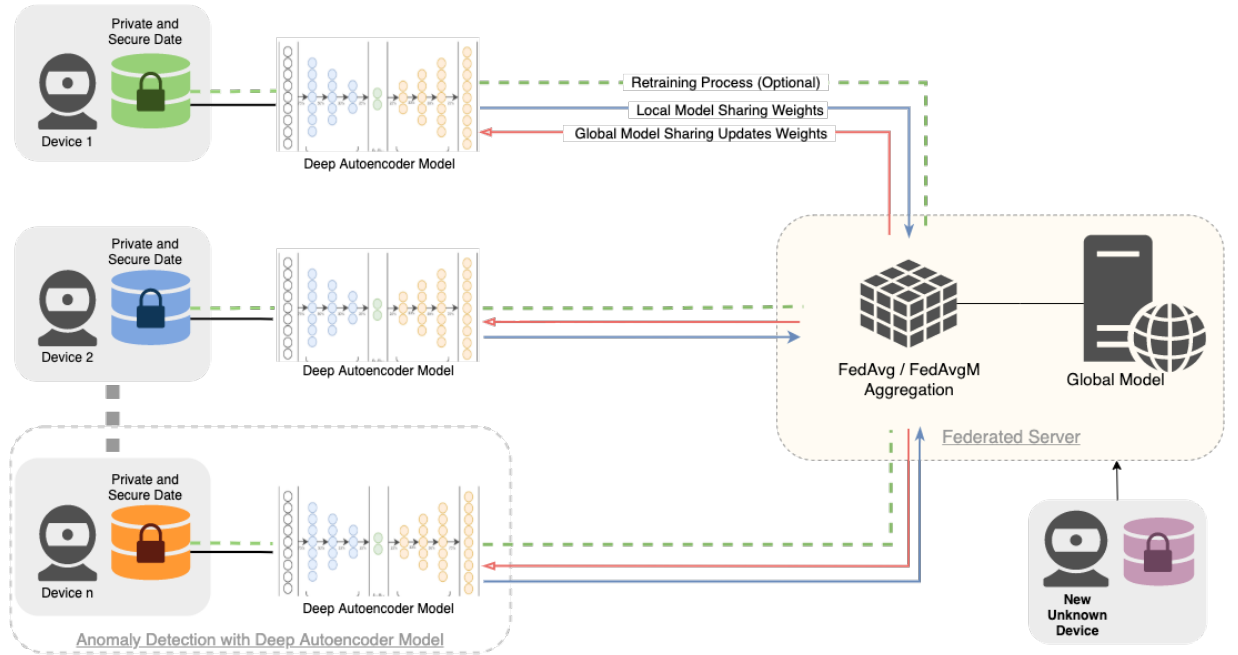 Private and
Secure Date
Device 1
Deep Autoencoder Model
Retraining Process (Optional)
Local Model Sharing Weights
Global Model Sharing Updates Weights
Private and
Secure Date
Device 2
Deep Autoencoder Model
FedAvg / FedAvgM
Aggregation
Global Model
Federated Server
Private and
Secure Date
Device n
Deep Autoencoder Model
Anomaly Detection with Deep Autoencoder Model
New
Unknown
Device